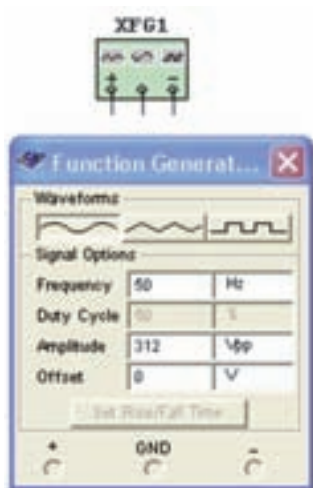 XFG1
+ -
Function Generat...
Waveforms
Signal Options
Frequency 50 Hz
Duty Cycle 50 %
Amplitude 312 Vpp
Offset 0 V
Set Rise/Fall Time
+ GND -